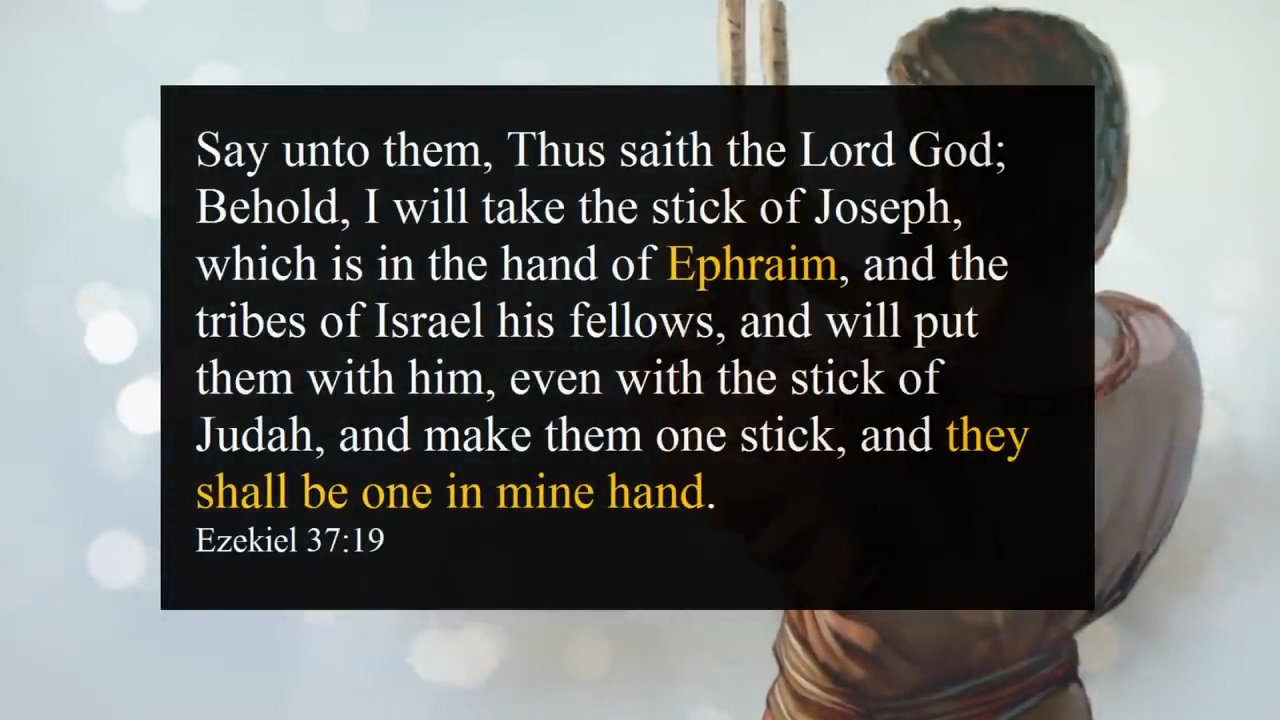 Say unto them, Thus saith the Lord God;
Behold, I will take the stick of Joseph,
which is in the hand of Ephraim, and the
tribes of Israel his fellows, and will put
them with him, even with the stick of
Judah, and make them one stick, and they
shall be one in mine hand.
Ezekiel 37:19